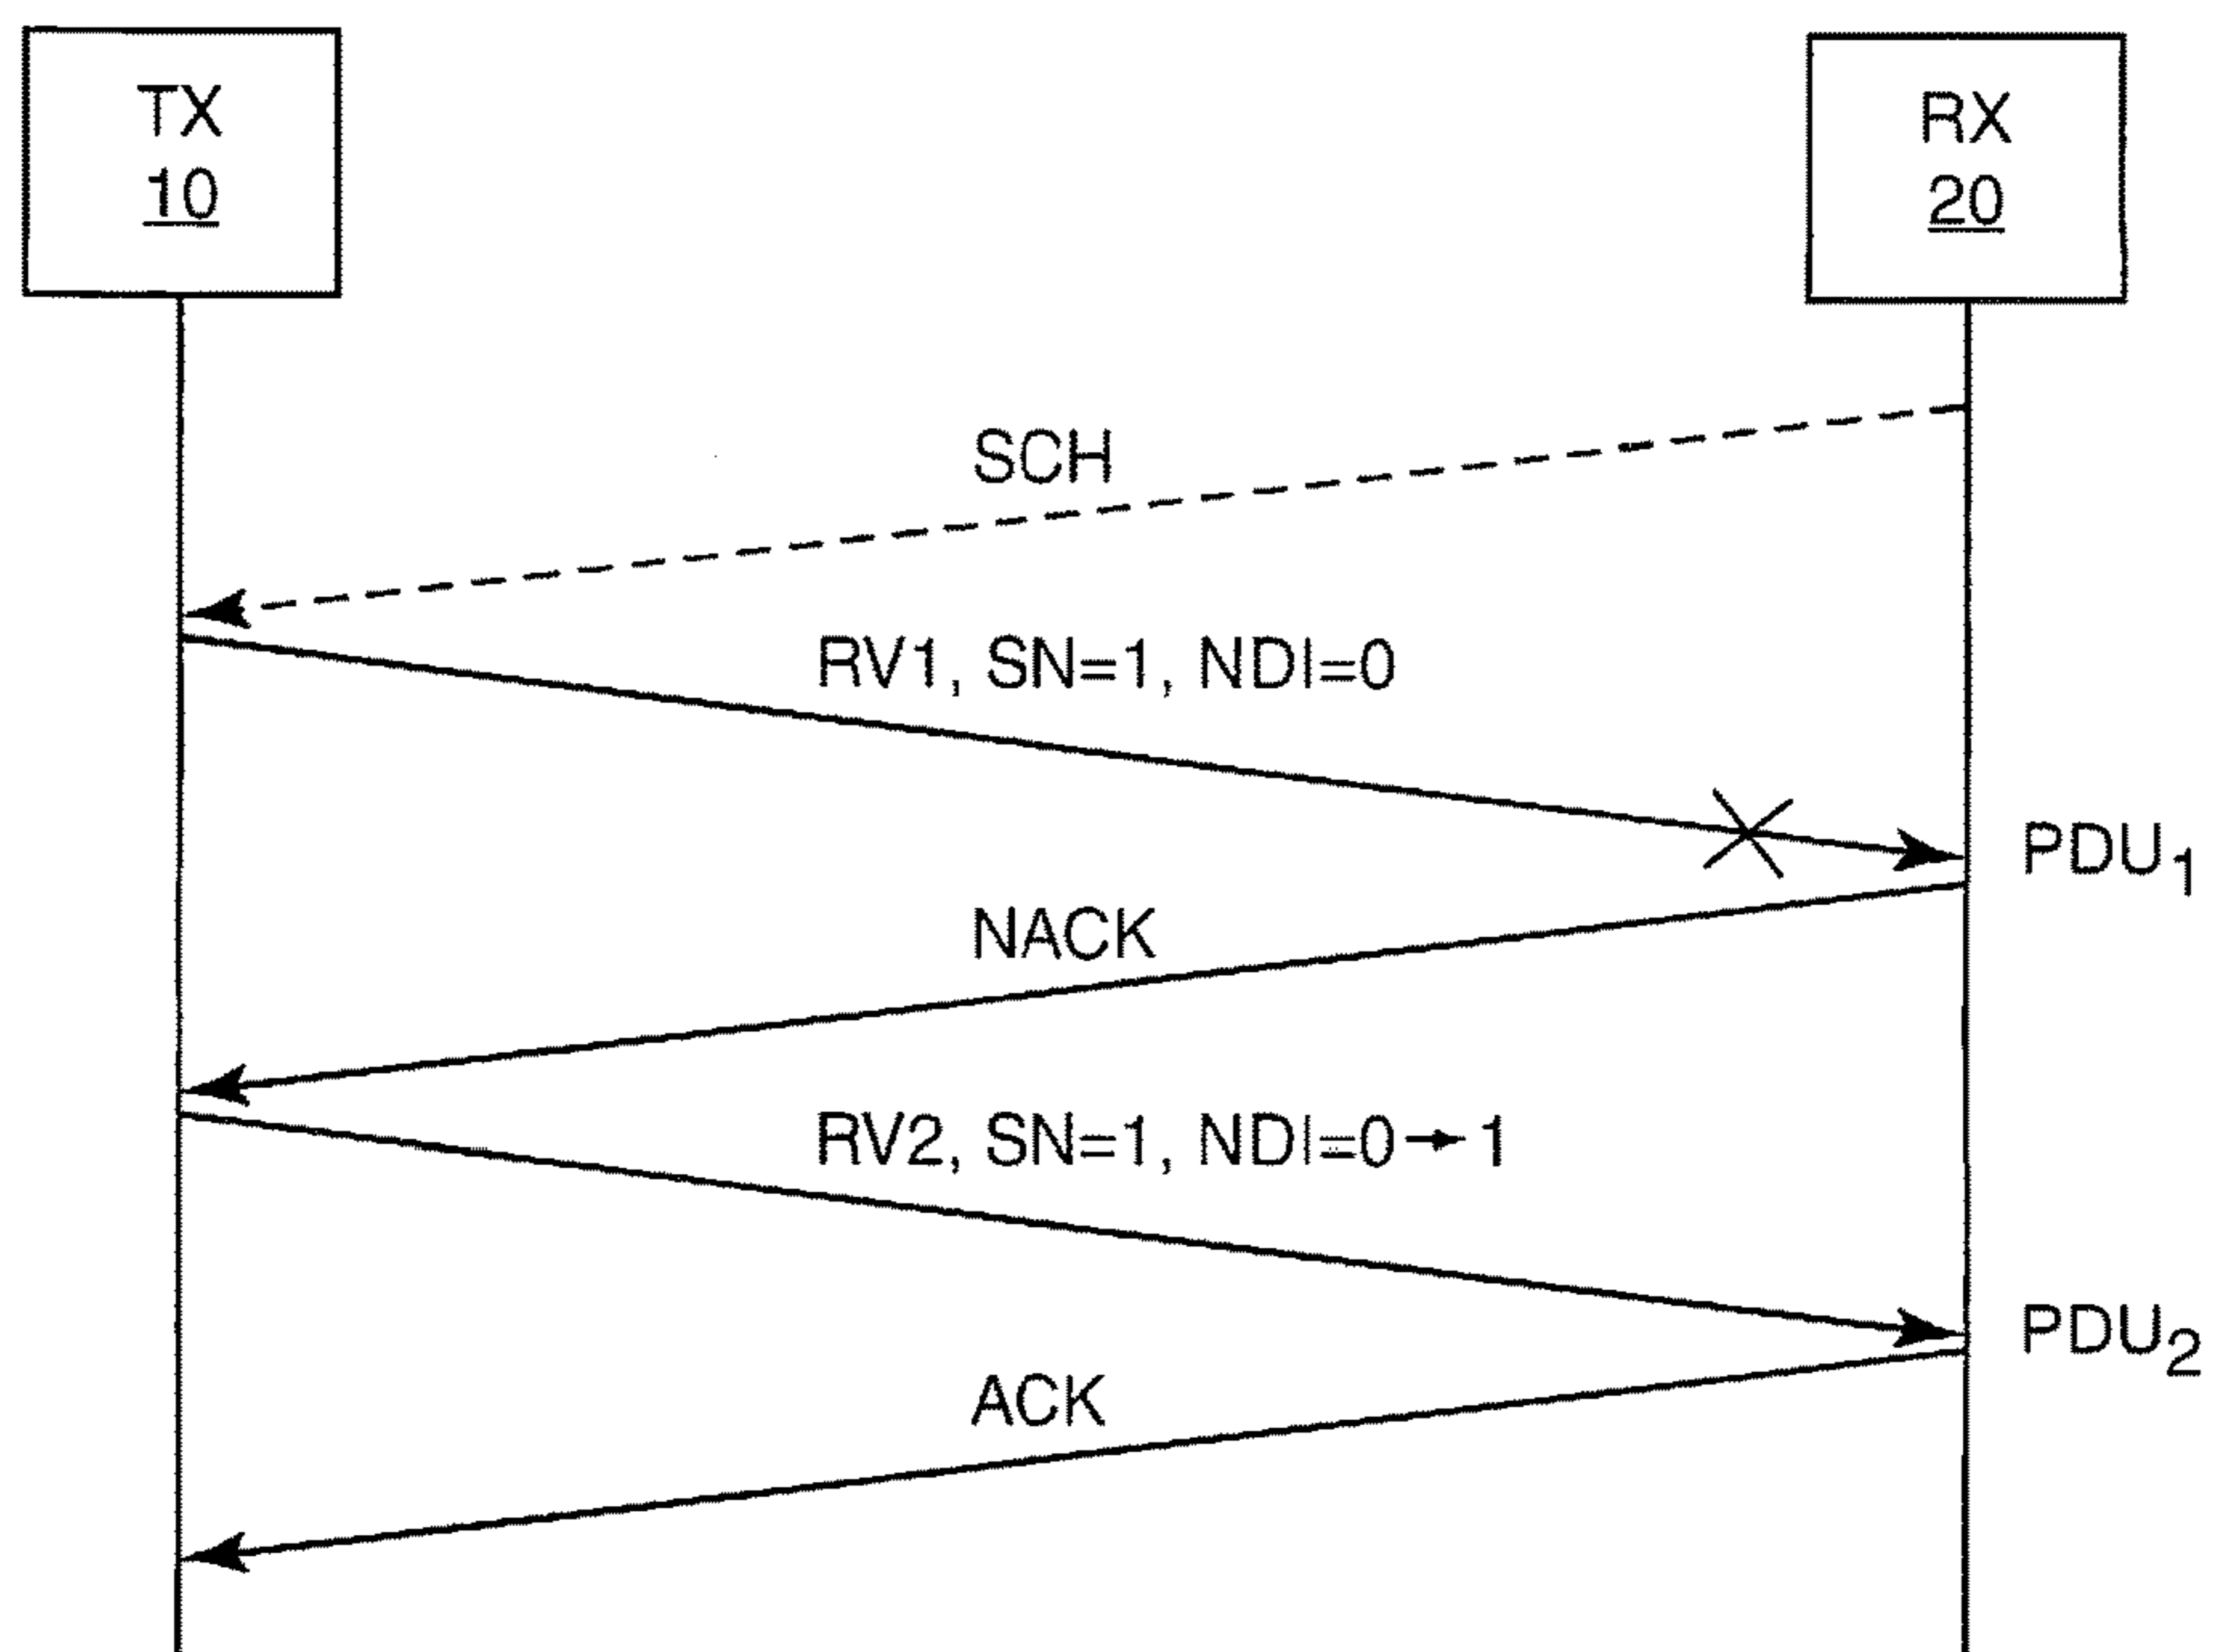 TX
10
RX
20
SCH
RV1, SN=1, NDI=0
PDU₁
NACK
RV2, SN=1, NDI=0→1
PDU₂
ACK